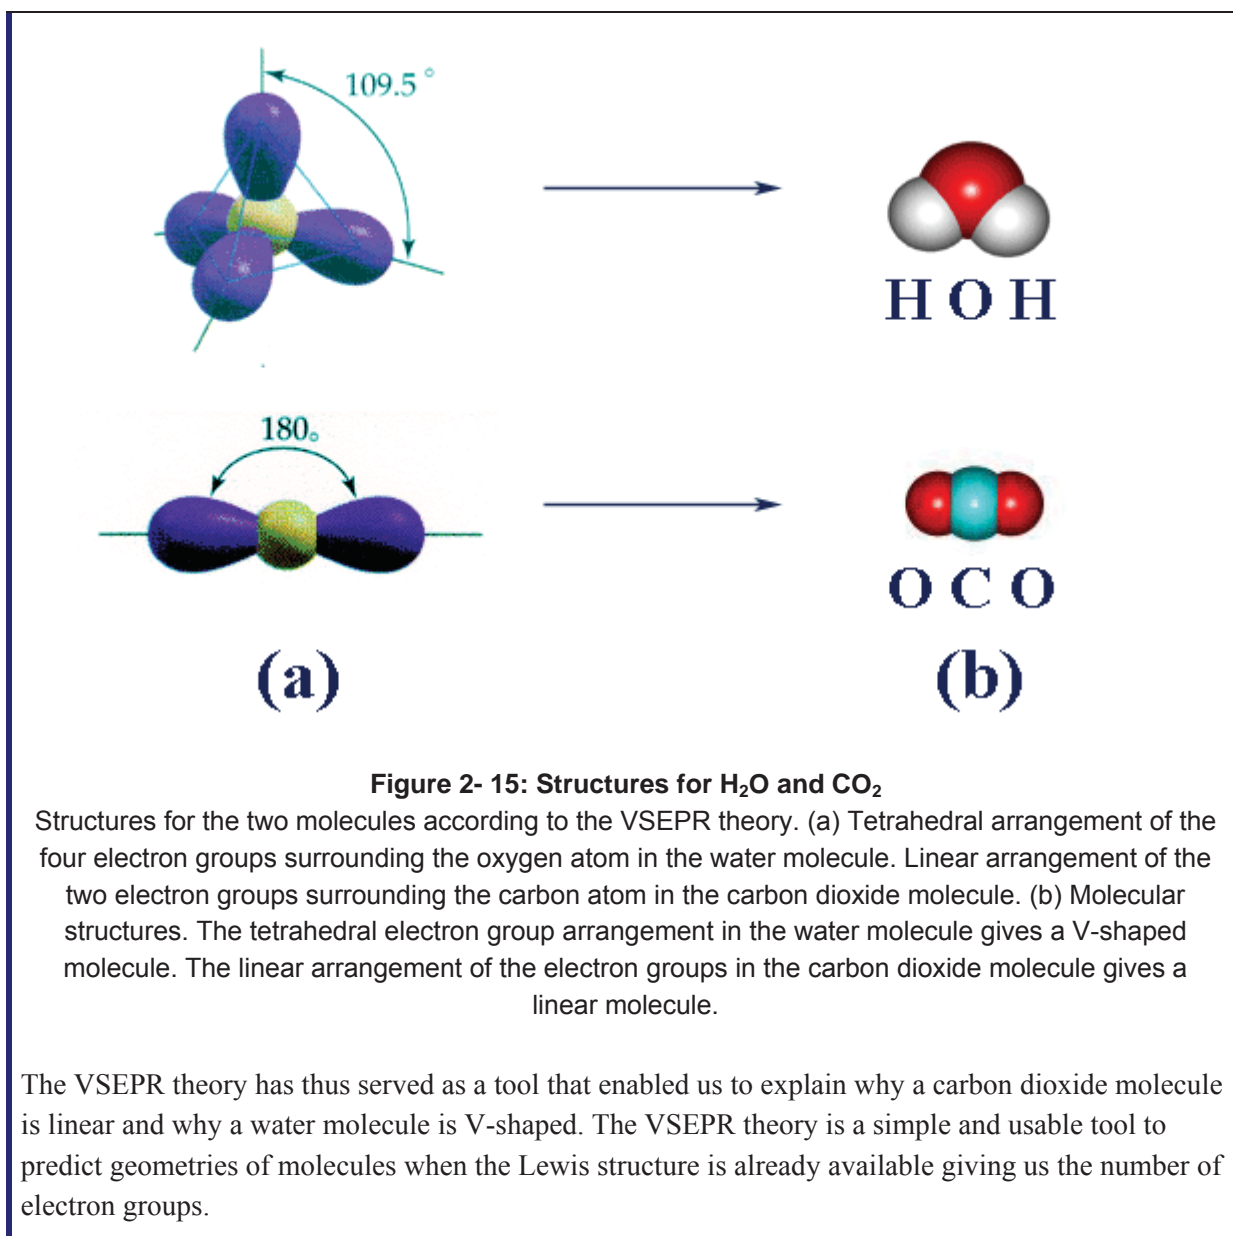 109.5 °
H O H
180°
O C O
(a)
(b)
Figure 2- 15: Structures for H₂O and CO₂
Structures for the two molecules according to the VSEPR theory. (a) Tetrahedral arrangement of the
four electron groups surrounding the oxygen atom in the water molecule. Linear arrangement of the
two electron groups surrounding the carbon atom in the carbon dioxide molecule. (b) Molecular
structures. The tetrahedral electron group arrangement in the water molecule gives a V-shaped
molecule. The linear arrangement of the electron groups in the carbon dioxide molecule gives a
linear molecule.
The VSEPR theory has thus served as a tool that enabled us to explain why a carbon dioxide molecule
is linear and why a water molecule is V-shaped. The VSEPR theory is a simple and usable tool to
predict geometries of molecules when the Lewis structure is already available giving us the number of
electron groups.